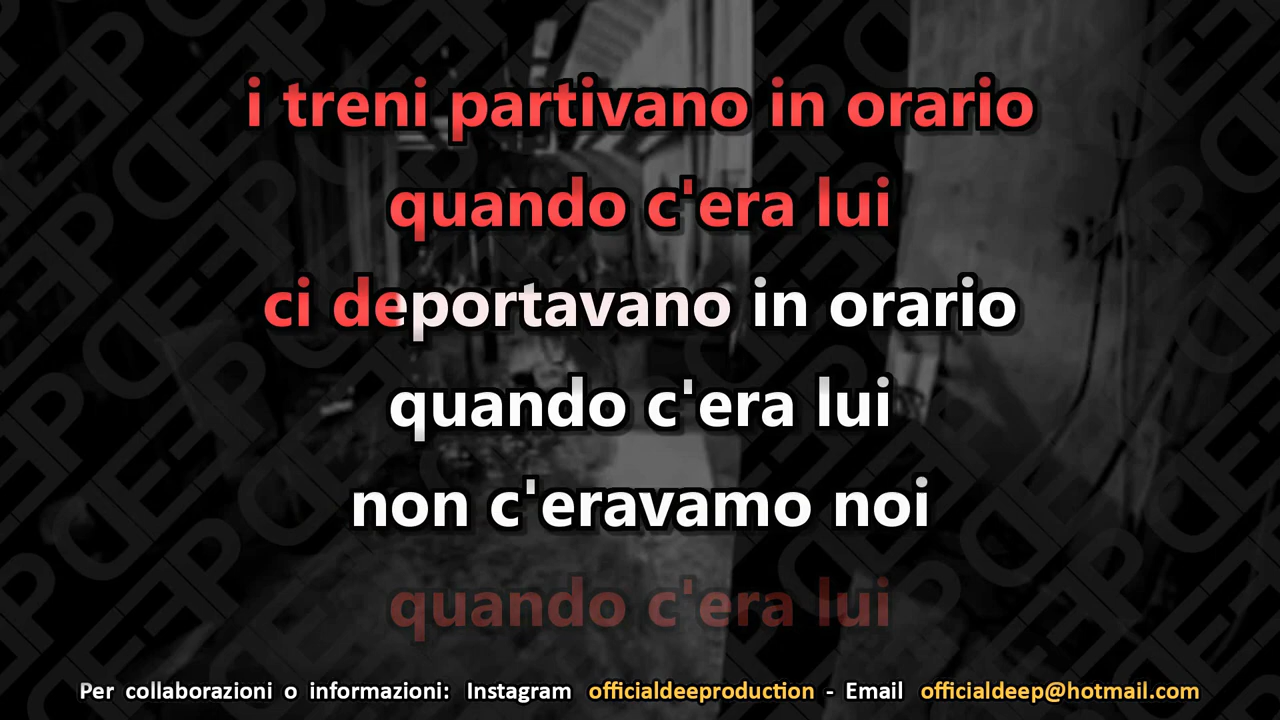 i treni partivano in orario
quando c'era lui
ci deportavano in orario
quando c'era lui
non c'eravamo noi
quando c'era lui
Per collaborazioni o informazioni: Instagram officialdeeproduction - Email officialdeep@hotmail.com